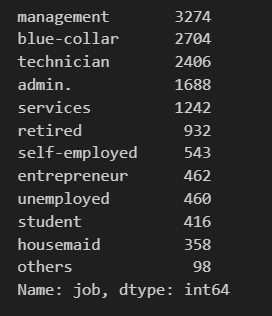 management 3274
blue-collar 2704
technician 2406
admin. 1688
services 1242
retired 932
self-employed 543
entrepreneur 462
unemployed 460
student 416
housemaid 358
others 98
Name: job, dtype: int64